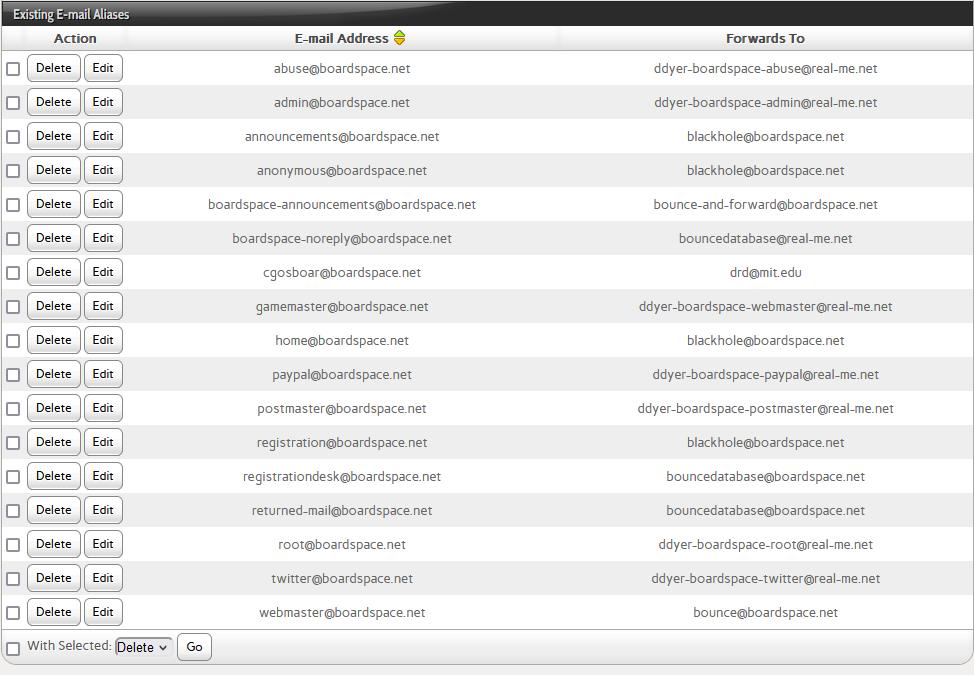 Existing E-mail Aliases
Action E-mail Address Forwards To
Delete Edit abuse@boardspace.net ddyer-boardspace-abuse@real-me.net
Delete Edit admin@boardspace.net ddyer-boardspace-admin@real-me.net
Delete Edit announcements@boardspace.net blackhole@boardspace.net
Delete Edit anonymous@boardspace.net blackhole@boardspace.net
Delete Edit boardspace-announcements@boardspace.net bounce-and-forward@boardspace.net
Delete Edit boardspace-noreply@boardspace.net bouncedatabase@real-me.net
Delete Edit cgosboar@boardspace.net drd@mit.edu
Delete Edit gamemaster@boardspace.net ddyer-boardspace-webmaster@real-me.net
Delete Edit home@boardspace.net blackhole@boardspace.net
Delete Edit paypal@boardspace.net ddyer-boardspace-paypal@real-me.net
Delete Edit postmaster@boardspace.net ddyer-boardspace-postmaster@real-me.net
Delete Edit registration@boardspace.net blackhole@boardspace.net
Delete Edit registrationdesk@boardspace.net bouncedatabase@boardspace.net
Delete Edit returned-mail@boardspace.net bouncedatabase@boardspace.net
Delete Edit root@boardspace.net ddyer-boardspace-root@real-me.net
Delete Edit twitter@boardspace.net ddyer-boardspace-twitter@real-me.net
Delete Edit webmaster@boardspace.net bounce@boardspace.net
With Selected: Delete Go